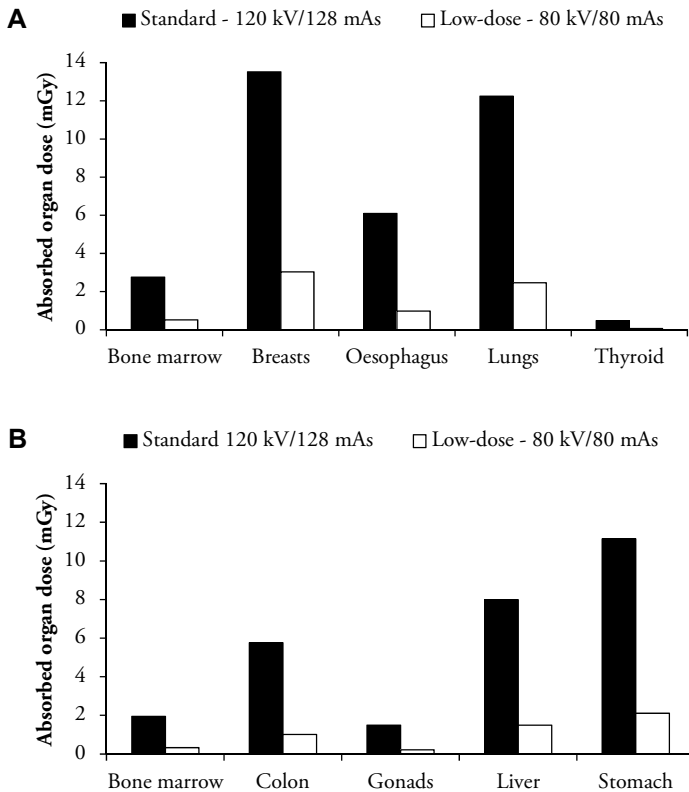 A
Standard - 120 kV/128 mAs Low-dose - 80 kV/80 mAs
Absorbed organ dose (mGy)
14
12
10
8
6
4
2
0
Bone marrow Breasts Oesophagus Lungs Thyroid
B
Standard 120 kV/128 mAs Low-dose - 80 kV/80 mAs
Absorbed organ dose (mGy)
14
12
10
8
6
4
2
0
Bone marrow Colon Gonads Liver Stomach